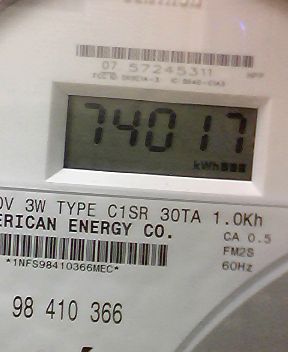 07 57245311
74017
kWh
0V 3W TYPE C1SR 30TA 1.0Kh
ERICAN ENERGY CO.
CA 0.5
FM2S
*1NFS98410366MEC*
60Hz
98 410 366